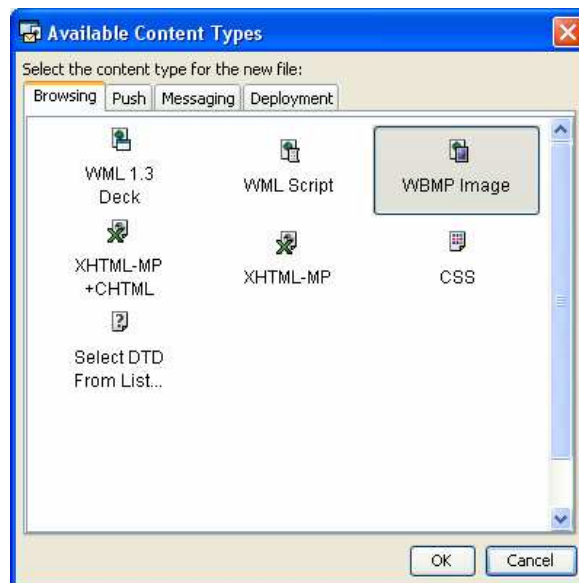 Available Content Types
Select the content type for the new file:
Browsing Push Messaging Deployment
WML 1.3
Deck
WML Script
WBMP Image
XHTML-MP
+CHTML
XHTML-MP
CSS
Select DTD
From List...
OK Cancel